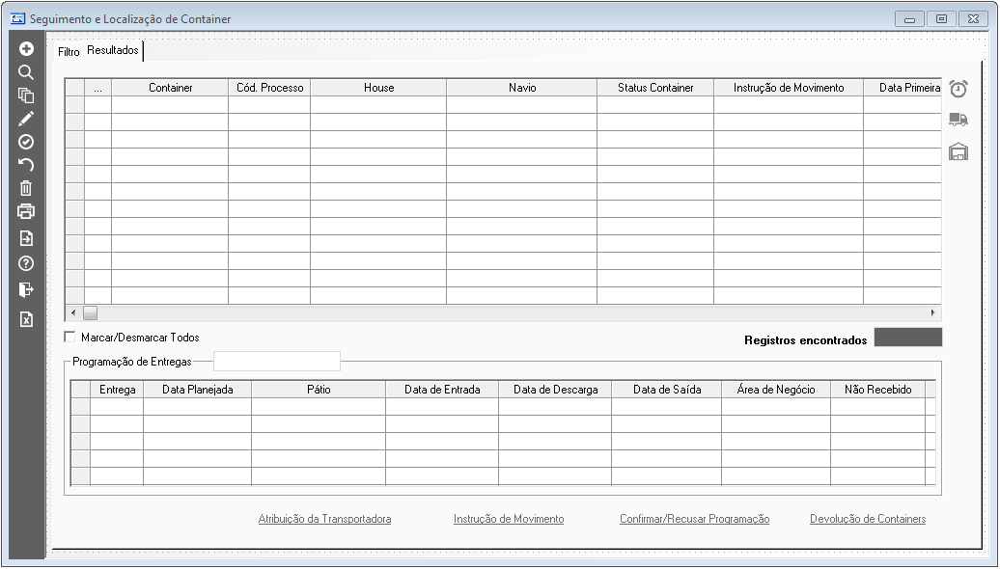 Seguimento e Localização de Container
Filtro Resultados
... Container Cód. Processo House Navio Status Container Instrução de Movimento Data Primeira
Marcar/Desmarcar Todos
Registros encontrados
Programação de Entregas
Entrega Data Planejada Pátio Data de Entrada Data de Descarga Data de Saída Área de Negócio Não Recebido
Atribuição da Transportadora Instrução de Movimento Confirmar/Recusar Programação Devolução de Containers